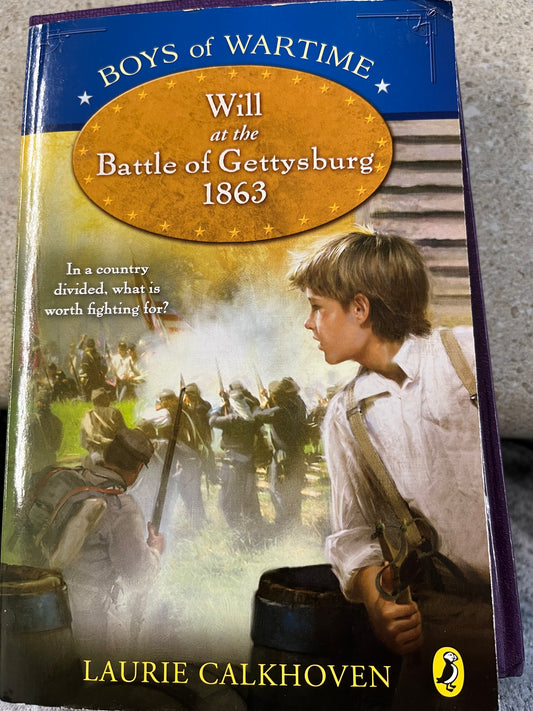 BOYS of WARTIME
Will
at the
Battle of Gettysburg
1863
In a country
divided, what is
worth fighting for?
LAURIE CALKHOVEN